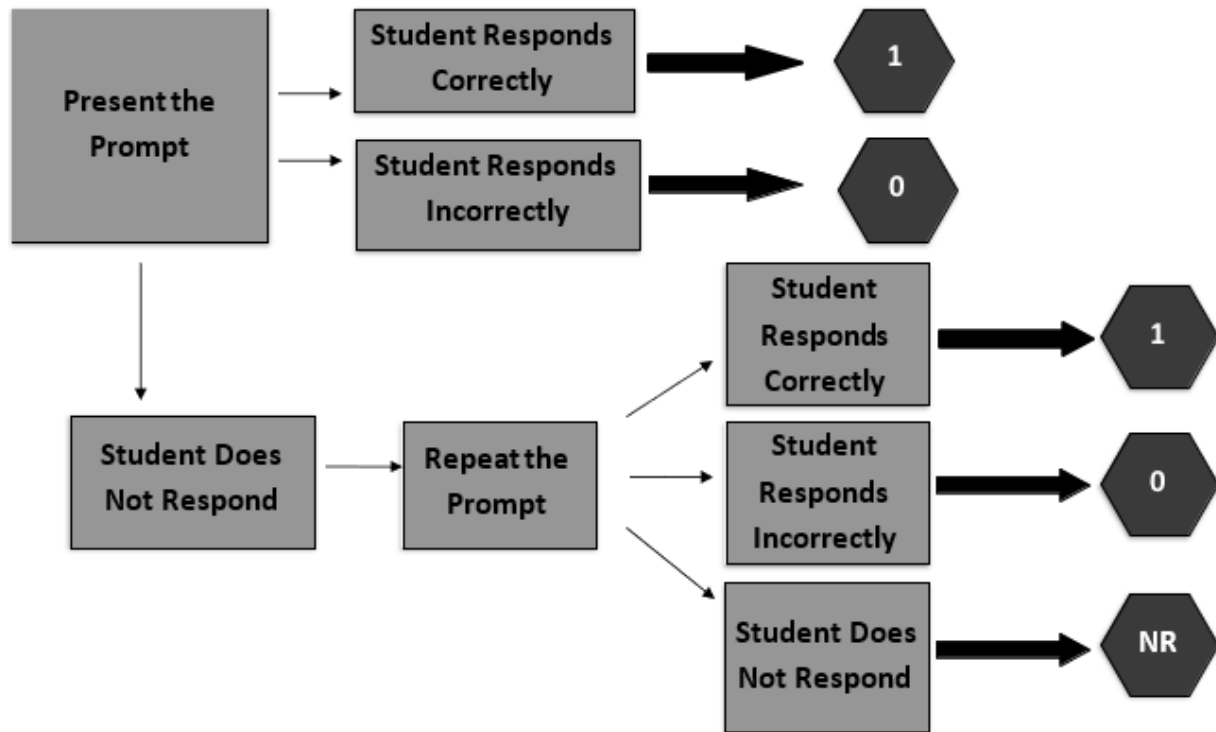 Present the
Prompt
Student Responds
Correctly
1
Student Responds
Incorrectly
0
Student Does
Not Respond
Repeat the
Prompt
Student
Responds
Correctly
1
Student
Responds
Incorrectly
0
Student Does
Not Respond
NR